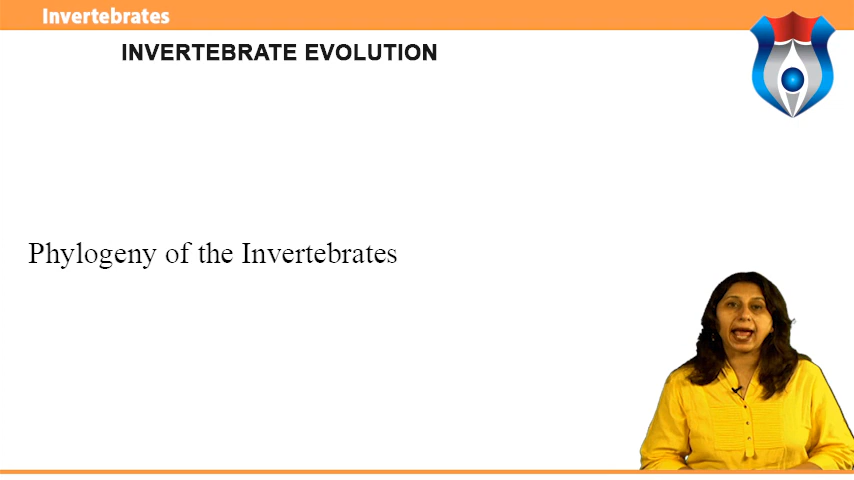 Invertebrates
INVERTEBRATE EVOLUTION
Phylogeny of the Invertebrates